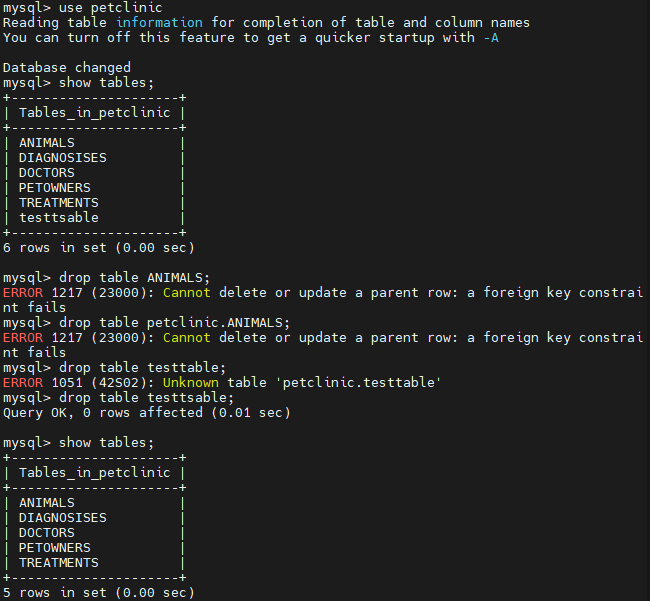 mysql> use petclinic
Reading table information for completion of table and column names
You can turn off this feature to get a quicker startup with -A

Database changed
mysql> show tables;
+---------------------+
| Tables_in_petclinic |
+---------------------+
| ANIMALS             |
| DIAGNOSISES         |
| DOCTORS             |
| PETOWNERS           |
| TREATMENTS          |
| testtsable          |
+---------------------+
6 rows in set (0.00 sec)

mysql> drop table ANIMALS;
ERROR 1217 (23000): Cannot delete or update a parent row: a foreign key constrai
nt fails
mysql> drop table petclinic.ANIMALS;
ERROR 1217 (23000): Cannot delete or update a parent row: a foreign key constrai
nt fails
mysql> drop table testtable;
ERROR 1051 (42S02): Unknown table 'petclinic.testtable'
mysql> drop table testtsable;
Query OK, 0 rows affected (0.01 sec)

mysql> show tables;
+---------------------+
| Tables_in_petclinic |
+---------------------+
| ANIMALS             |
| DIAGNOSISES         |
| DOCTORS             |
| PETOWNERS           |
| TREATMENTS          |
+---------------------+
5 rows in set (0.00 sec)